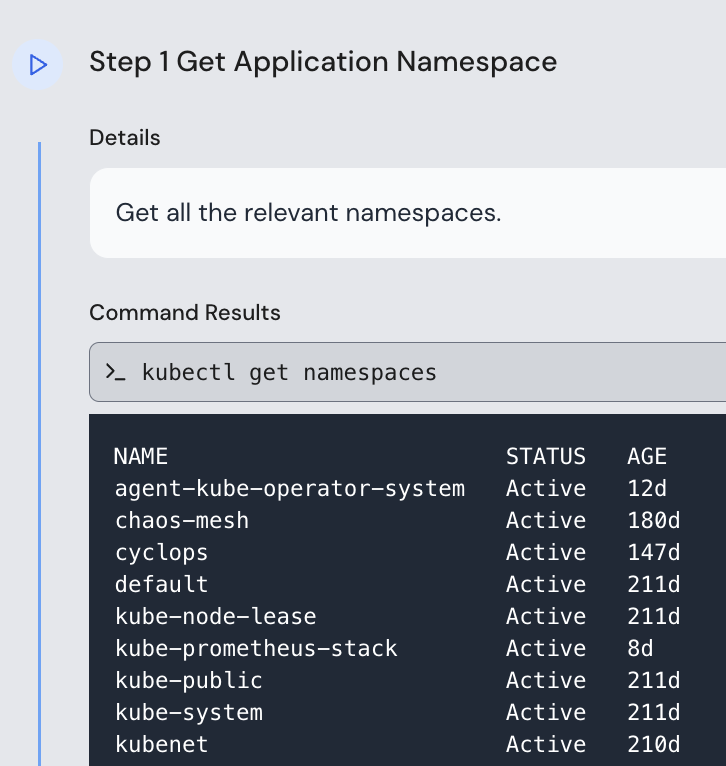 Step 1 Get Application Namespace
Details
Get all the relevant namespaces.
Command Results
>_ kubectl get namespaces
NAME STATUS AGE
agent-kube-operator-system Active 12d
chaos-mesh Active 180d
cyclops Active 147d
default Active 211d
kube-node-lease Active 211d
kube-prometheus-stack Active 8d
kube-public Active 211d
kube-system Active 211d
kubenet Active 210d